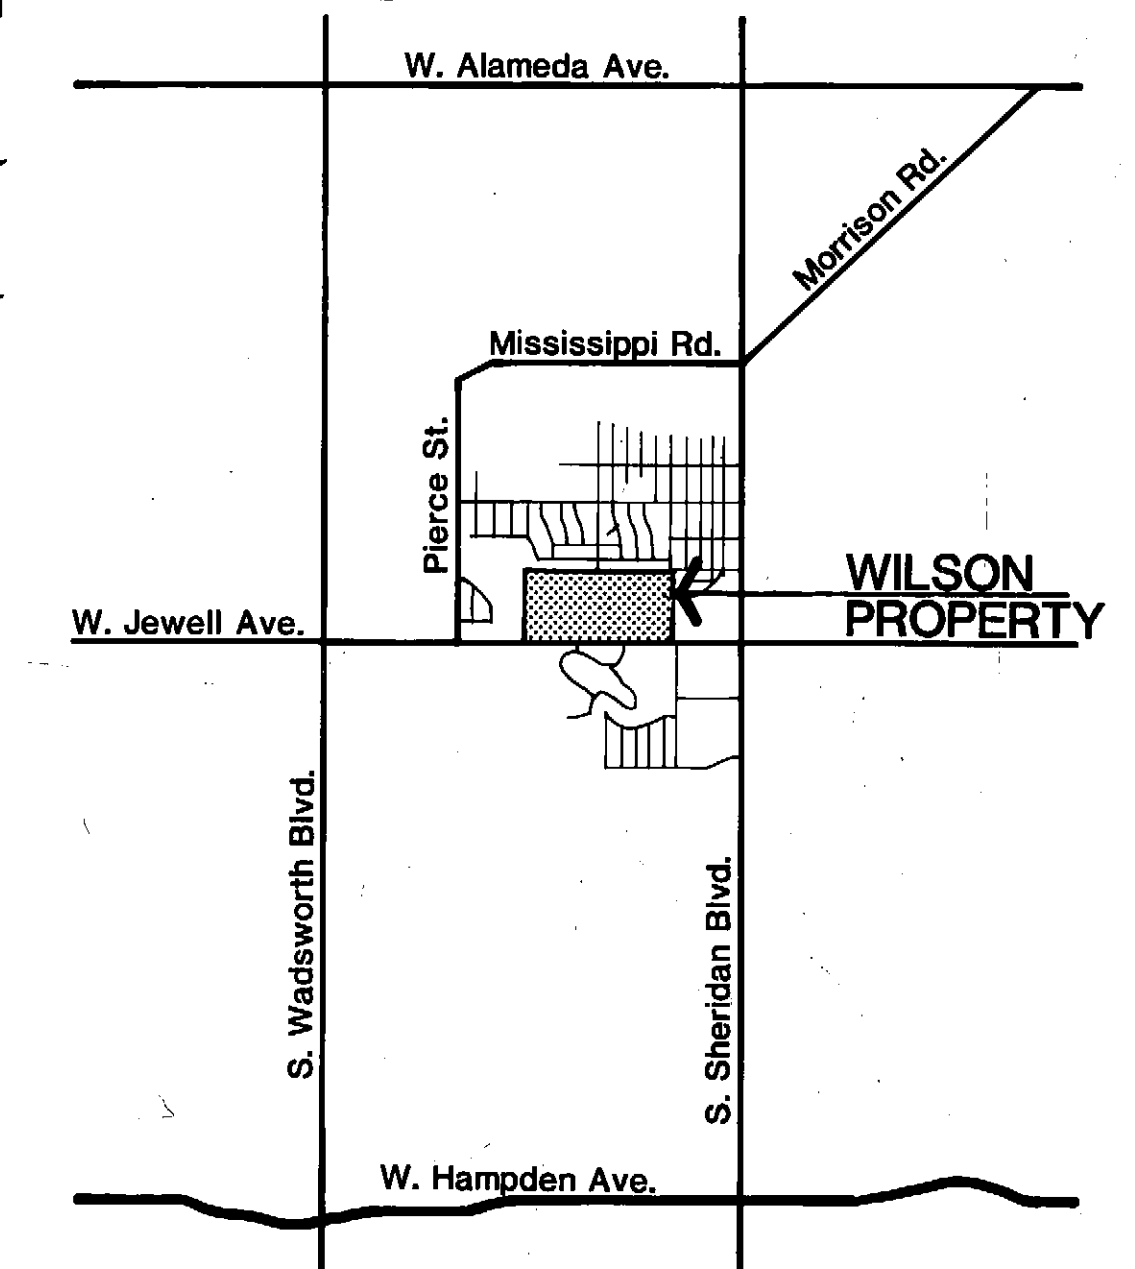 W. Alameda Ave.
Morrison Rd.
Mississippi Rd.
Pierce St.
WILSON
PROPERTY
W. Jewell Ave.
S. Wadsworth Blvd.
S. Sheridan Blvd.
W. Hampden Ave.